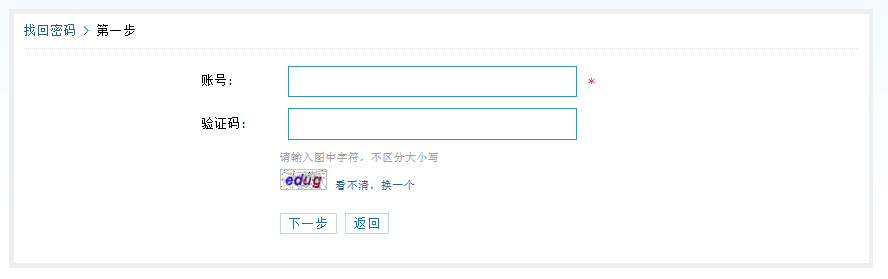 找回密码 > 第一步
账号：
*
验证码：
请输入图中字符，不区分大小写
edug 看不清，换一个
下一步 返回